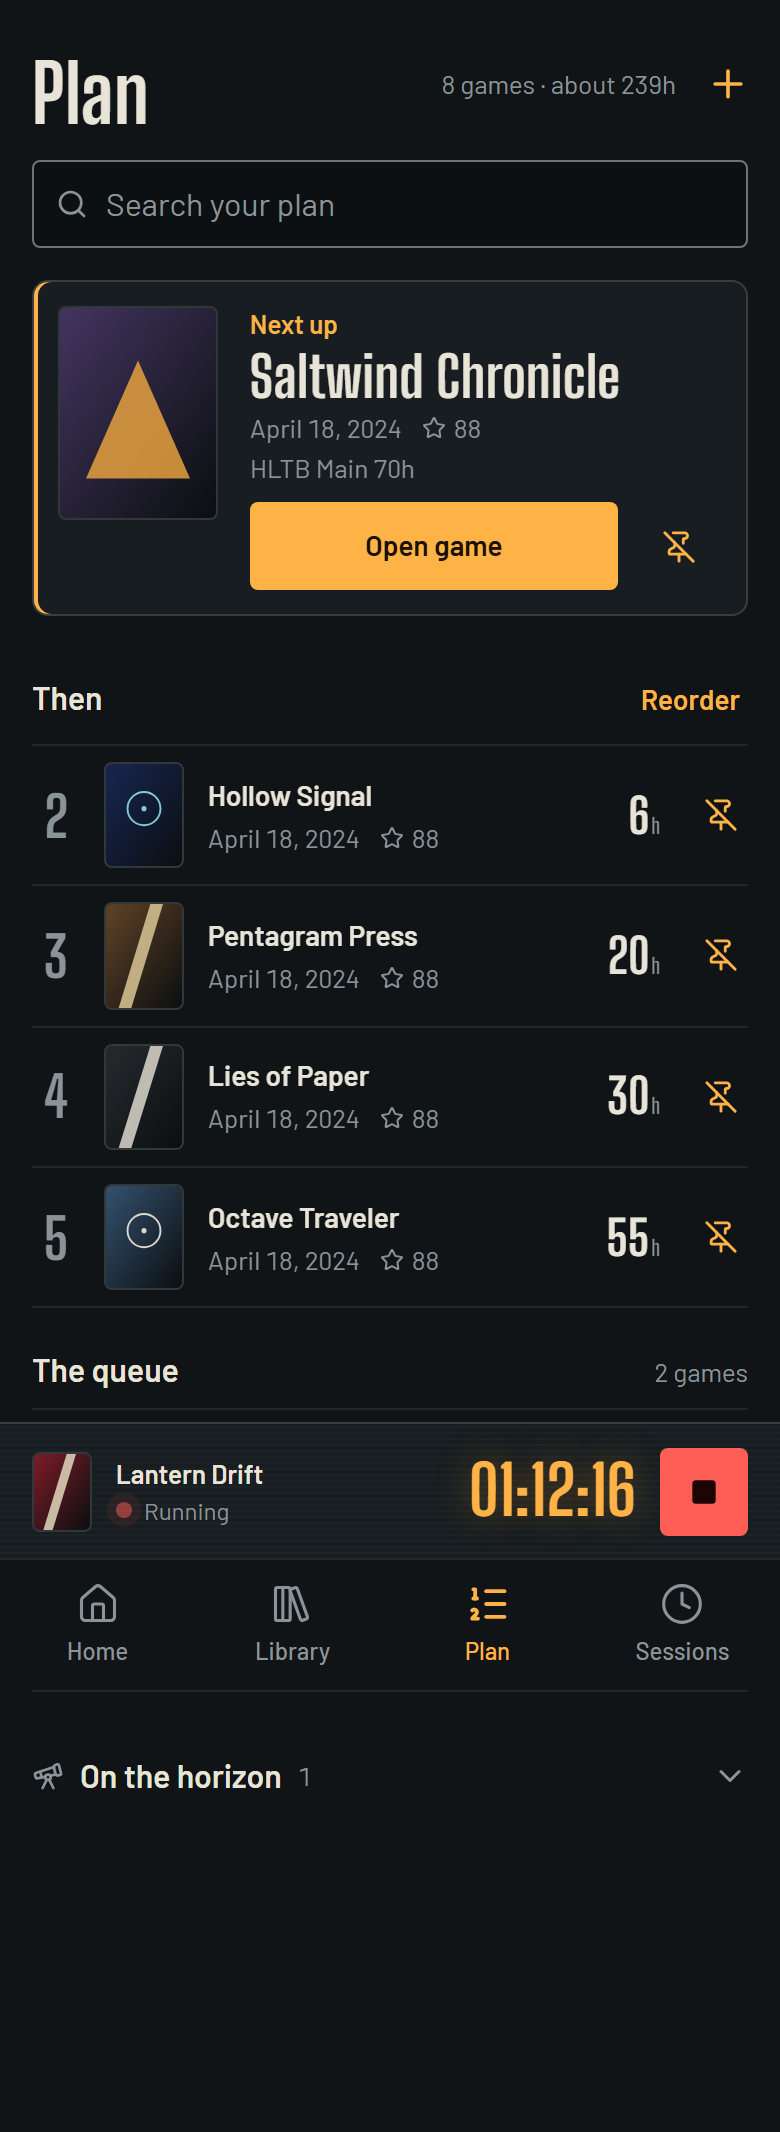 Plan
8 games · about 239h
Search your plan
Next up
Saltwind Chronicle
April 18, 2024 88
HLTB Main 70h
Open game
Then
Reorder
2
Hollow Signal
April 18, 2024 88
6h
3
Pentagram Press
April 18, 2024 88
20h
4
Lies of Paper
April 18, 2024 88
30h
5
Octave Traveler
April 18, 2024 88
55h
The queue
2 games
Lantern Drift
Running
01:12:16
Home
Library
Plan
Sessions
On the horizon 1